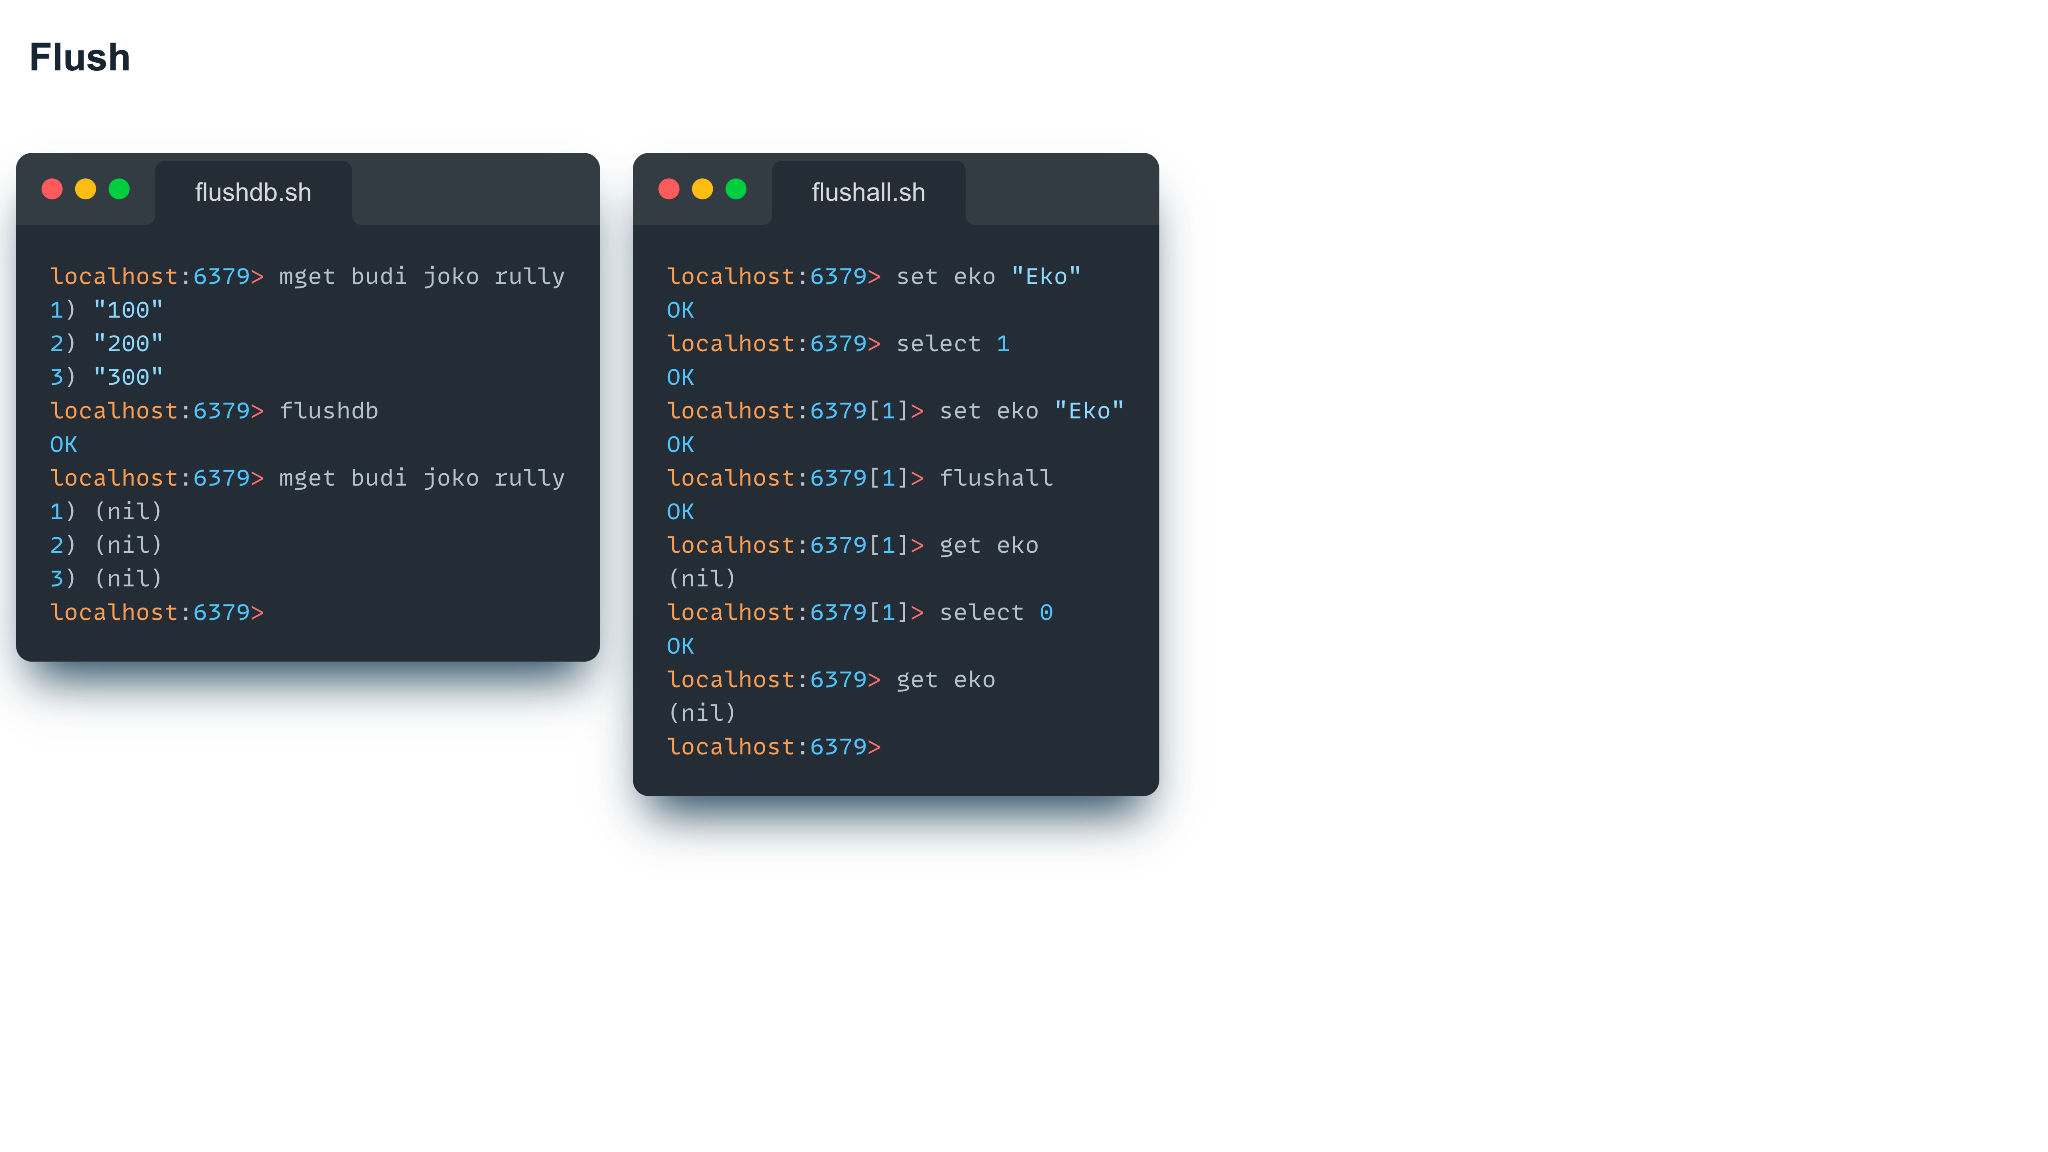 Flush
flushdb.sh
localhost:6379> mget budi joko rully
1) "100"
2) "200"
3) "300"
localhost:6379> flushdb
OK
localhost:6379> mget budi joko rully
1) (nil)
2) (nil)
3) (nil)
localhost:6379>
flushall.sh
localhost:6379> set eko "Eko"
OK
localhost:6379> select 1
OK
localhost:6379[1]> set eko "Eko"
OK
localhost:6379[1]> flushall
OK
localhost:6379[1]> get eko
(nil)
localhost:6379[1]> select 0
OK
localhost:6379> get eko
(nil)
localhost:6379>